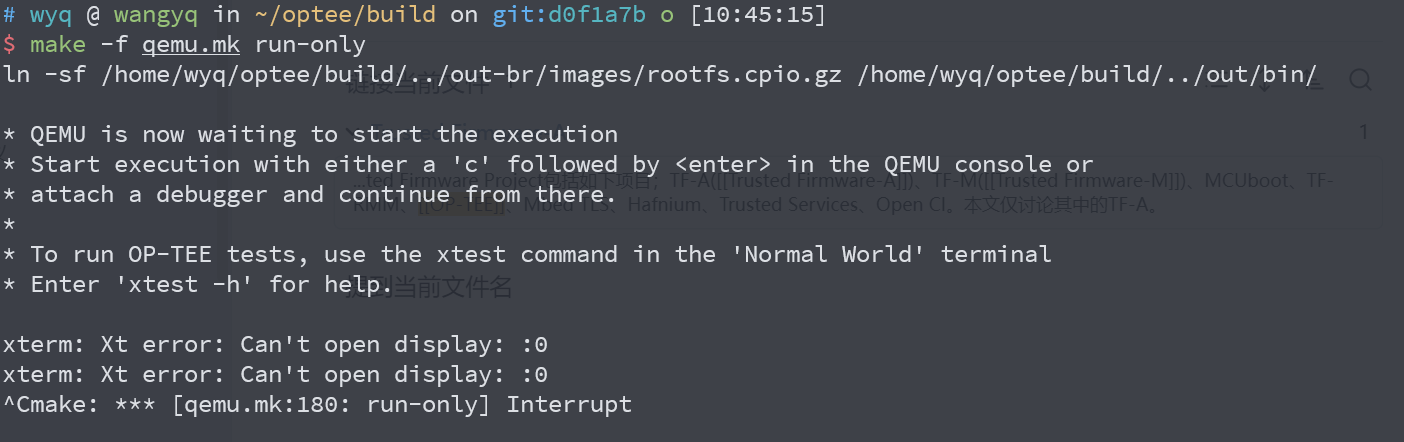 # wyq @ wangyq in ~/optee/build on git:d0f1a7b o [10:45:15]
$ make -f qemu.mk run-only
ln -sf /home/wyq/optee/build/../out-br/images/rootfs.cpio.gz /home/wyq/optee/build/../out/bin/
链接当前文件
* QEMU is now waiting to start the execution
1
* Start execution with either a 'c' followed by <enter> in the QEMU console or
...ted Firmware Project包括如下项目；TF-A([[Trusted Firmware-A]])、TF-M([[Trusted Firmware-M]])、MCUboot、TF-
* attach a debugger and continue from there.
RMM、[[OP-TEE]]、Mbed TLS、Hafnium、Trusted Services、Open CI。本文仅讨论其中的TF-A。
*
* To run OP-TEE tests, use the xtest command in the 'Normal World' terminal
* Enter 'xtest -h' for help.
提到当前文件名
xterm: Xt error: Can't open display: :0
xterm: Xt error: Can't open display: :0
^Cmake: *** [qemu.mk:180: run-only] Interrupt